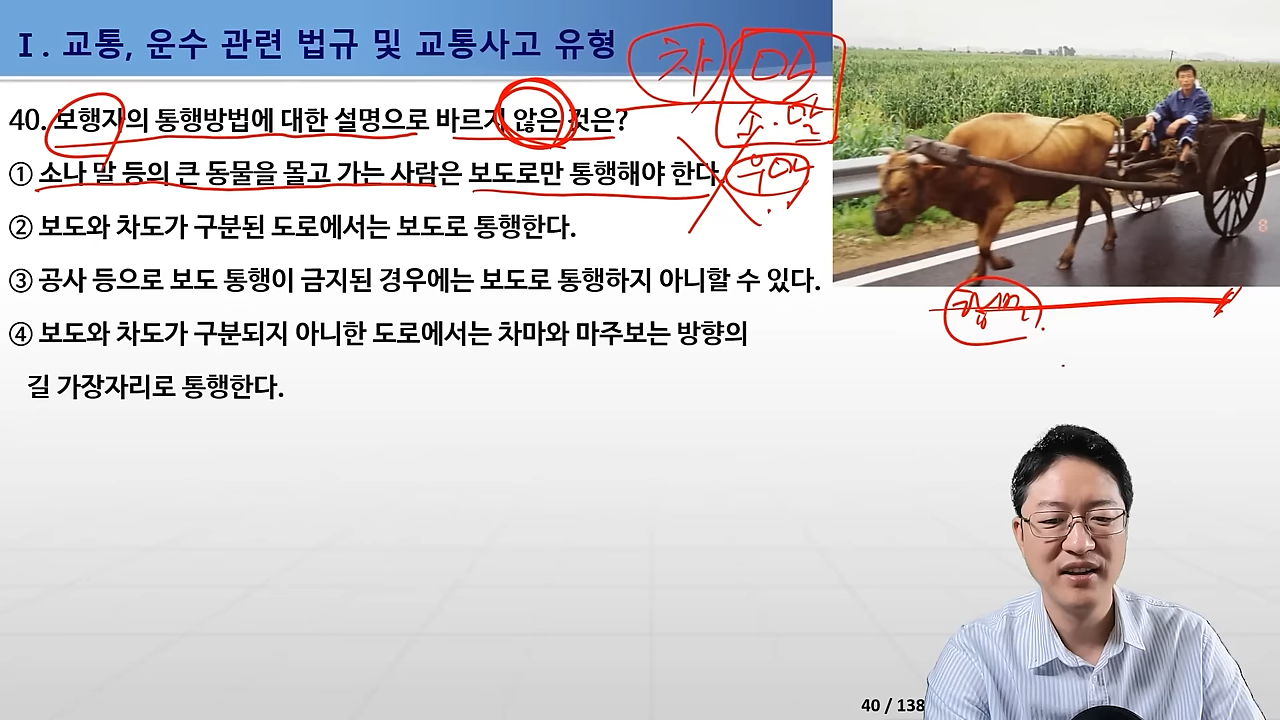 Ⅰ. 교통, 운수 관련 법규 및 교통사고 유형
차 마
소. 말
40. 보행자의 통행방법에 대한 설명으로 바르지 않은 것은?
① 소나 말 등의 큰 동물을 몰고 가는 사람은 보도로만 통행해야 한다.
우마
② 보도와 차도가 구분된 도로에서는 보도로 통행한다.
③ 공사 등으로 보도 통행이 금지된 경우에는 보도로 통행하지 아니할 수 있다.
④ 보도와 차도가 구분되지 아니한 도로에서는 차마와 마주보는 방향의
길 가장자리로 통행한다.
40 / 138